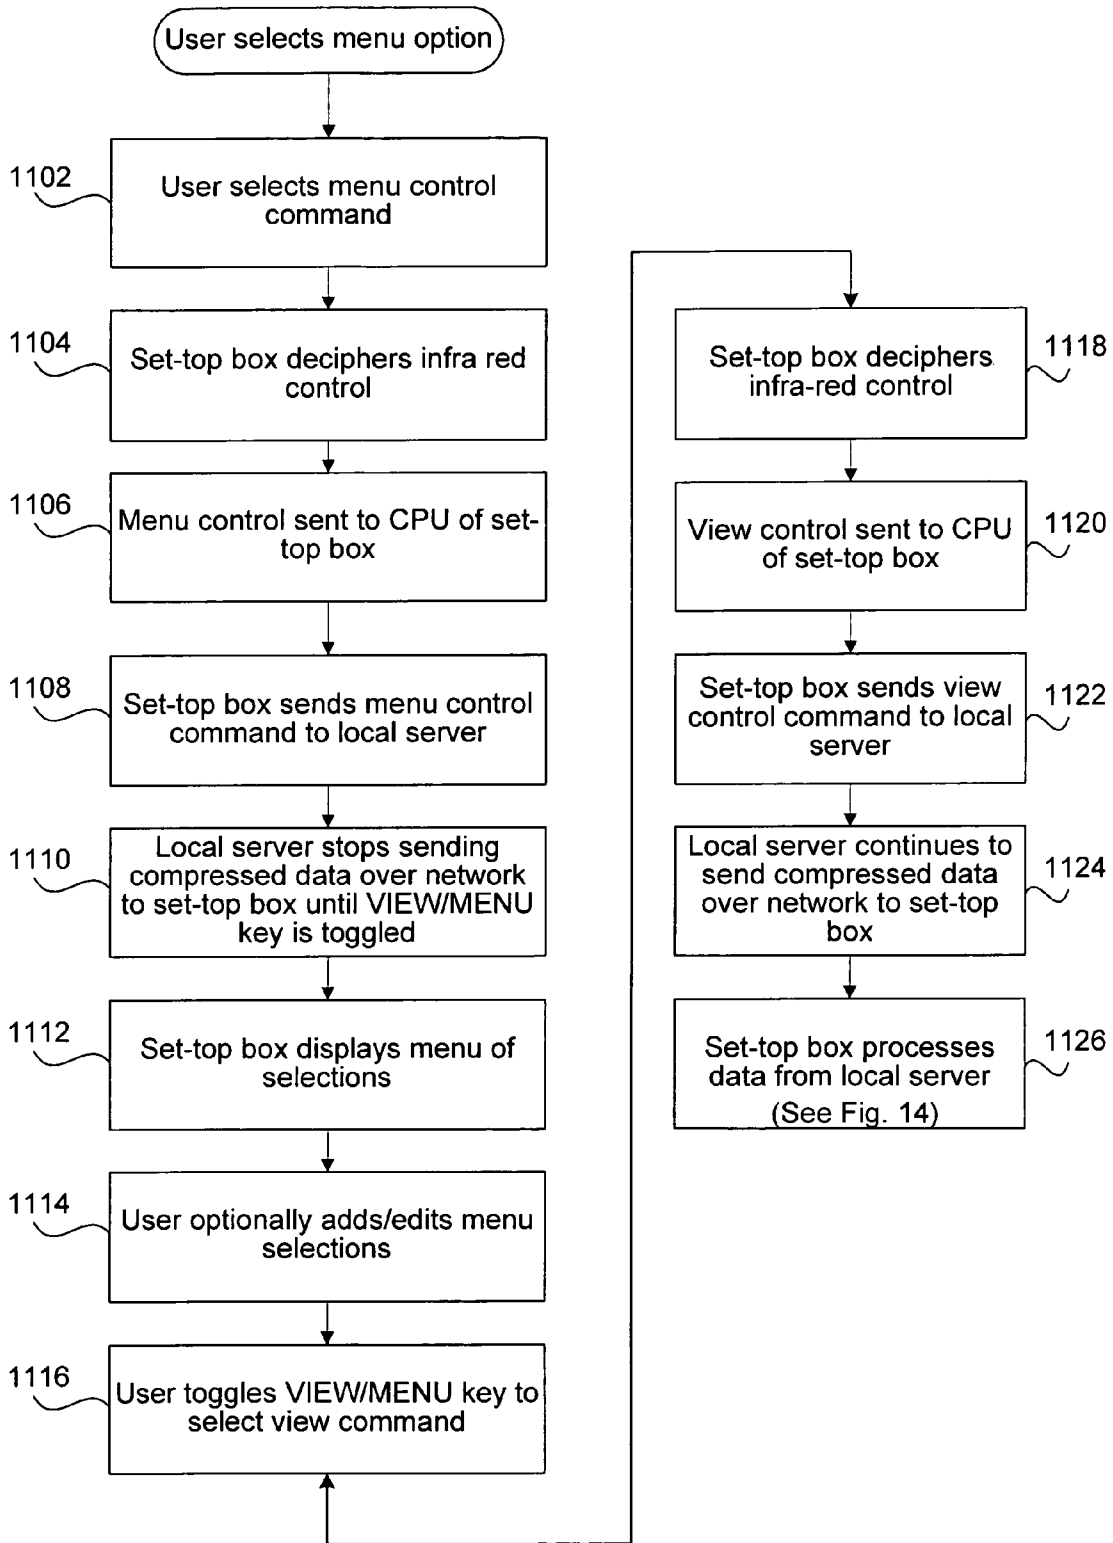 User selects menu option
1102
User selects menu control
command
1104
Set-top box deciphers infra red
control
1106
Menu control sent to CPU of set-
top box
1108
Set-top box sends menu control
command to local server
1110
Local server stops sending
compressed data over network
to set-top box until VIEW/MENU
key is toggled
1112
Set-top box displays menu of
selections
1114
User optionally adds/edits menu
selections
1116
User toggles VIEW/MENU key to
select view command
1118
Set-top box deciphers
infra-red control
1120
View control sent to CPU
of set-top box
1122
Set-top box sends view
control command to local
server
1124
Local server continues to
send compressed data
over network to set-top
box
1126
Set-top box processes
data from local server
(See Fig. 14)